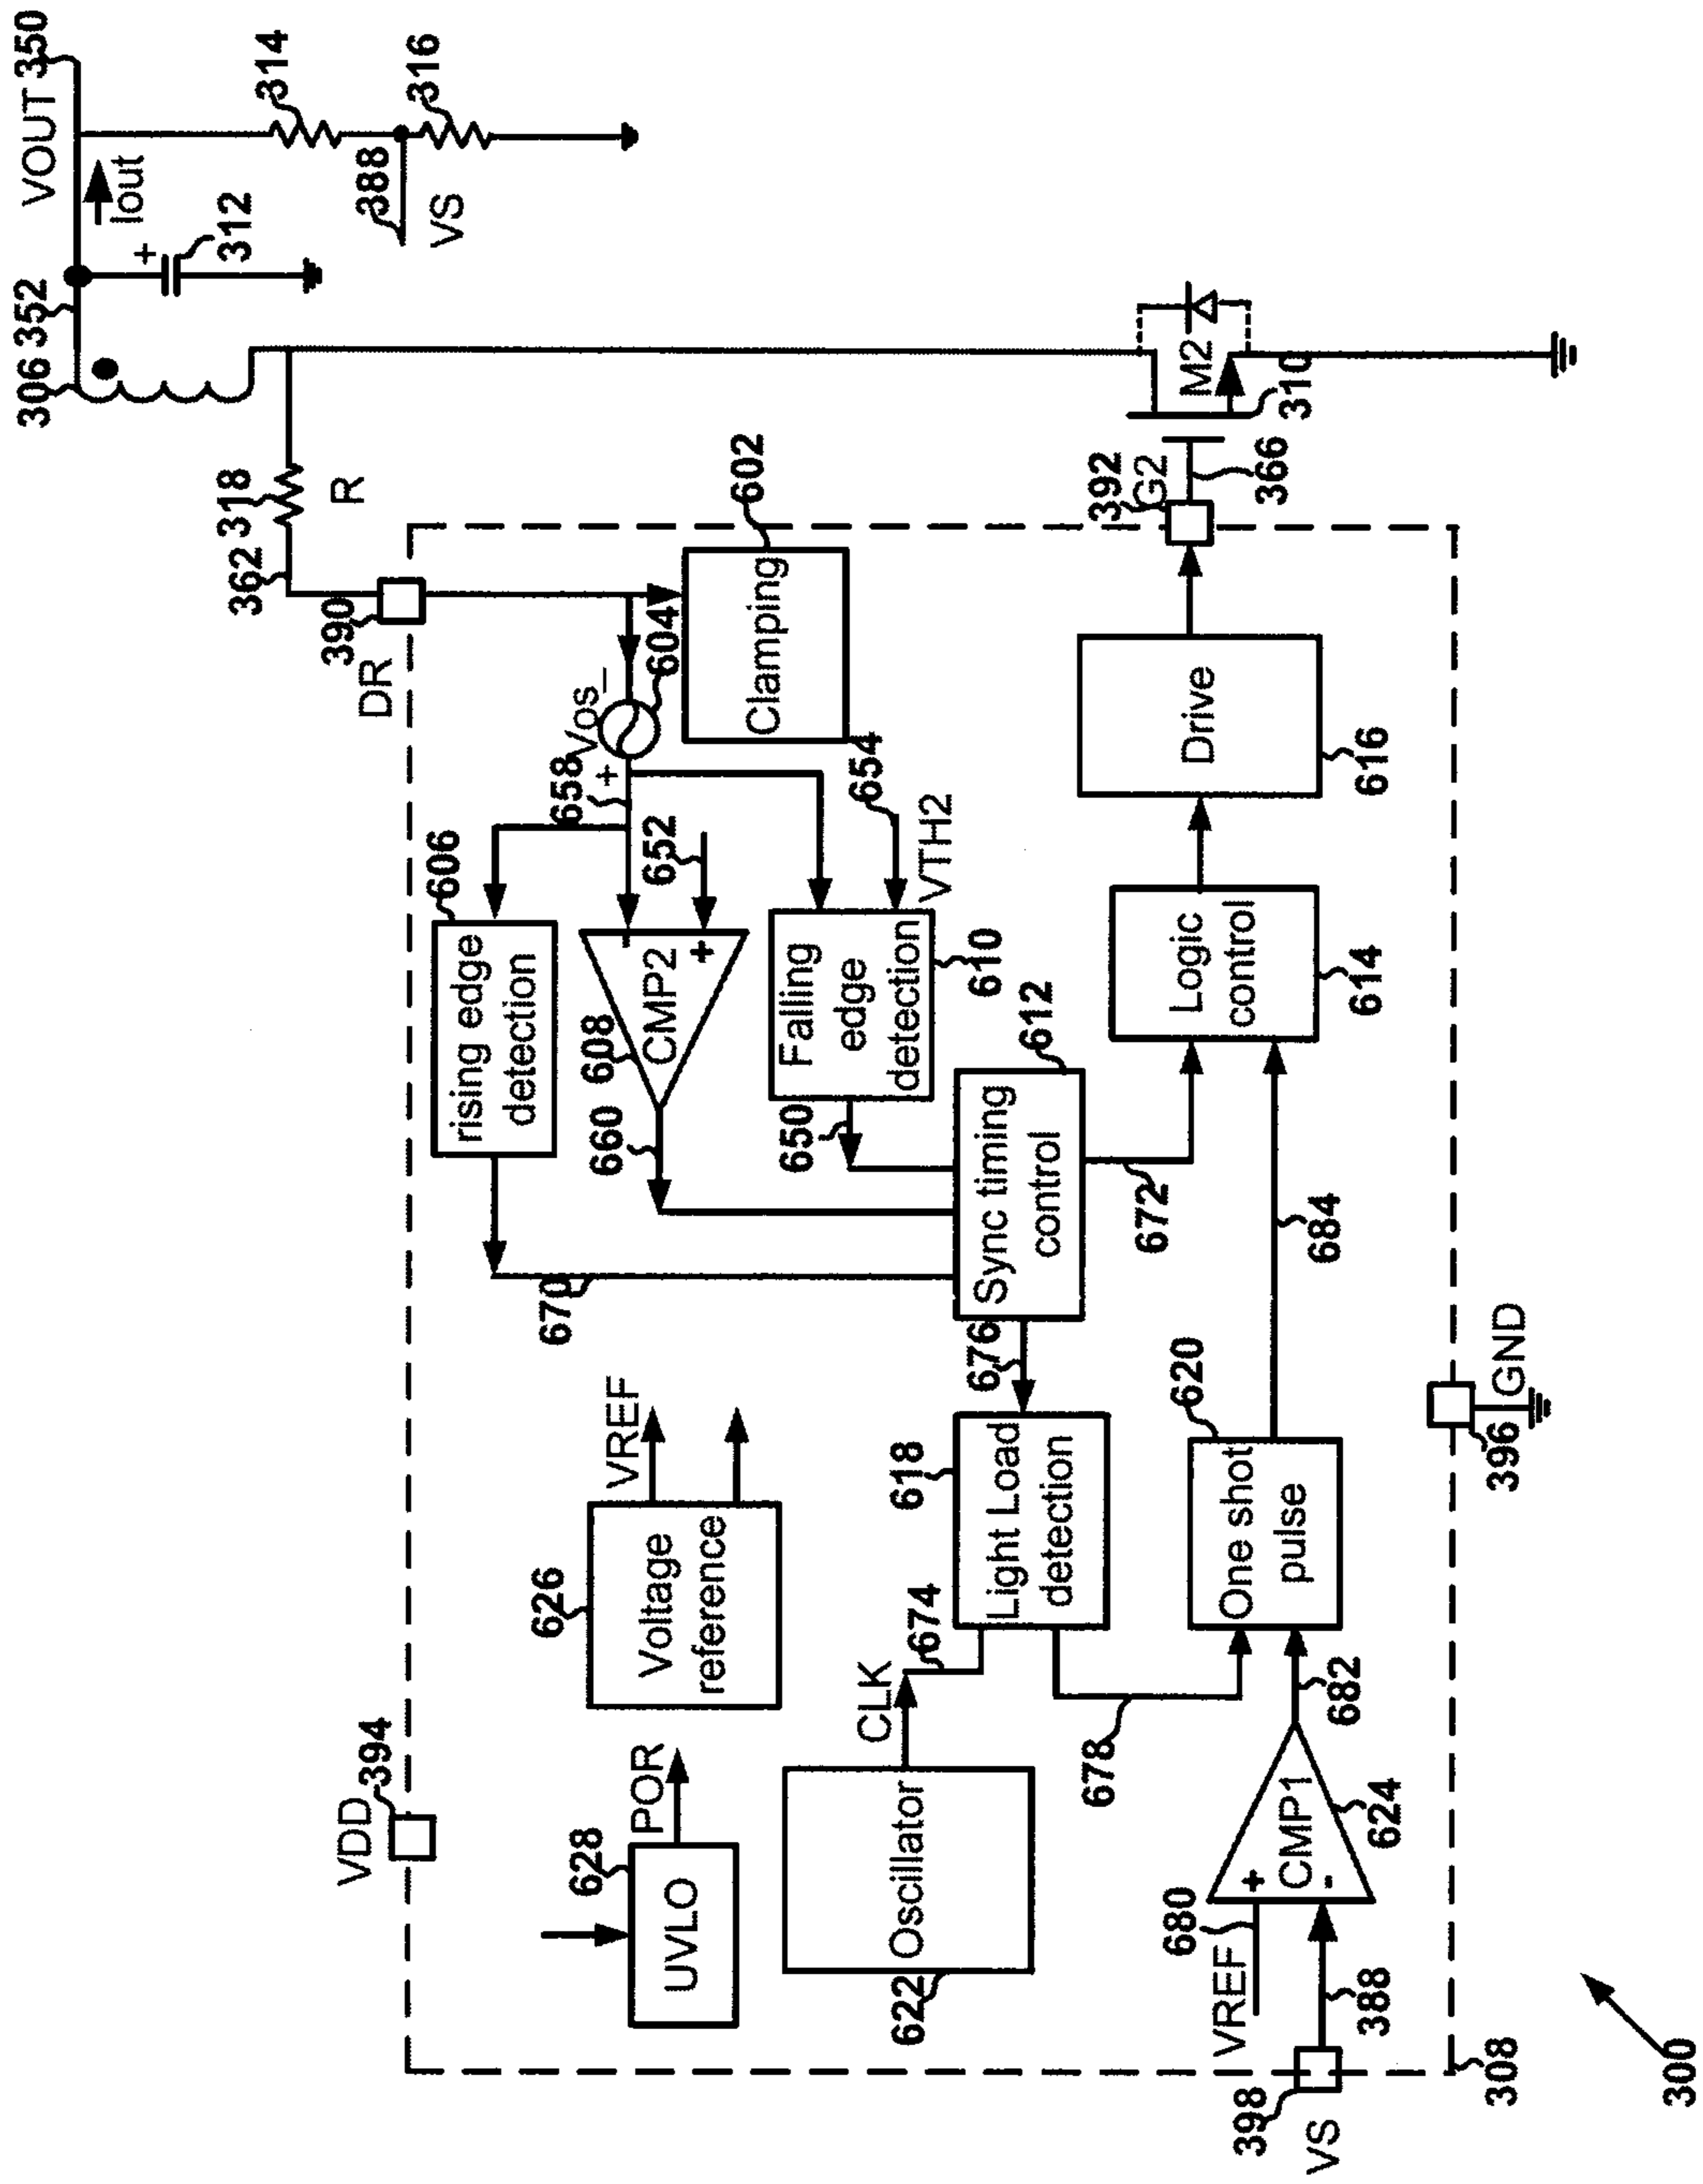 VOUT 350
Iout
314
316
388
VS
+
312
352
306
318
R
362
390
DR
602
Clamping
604
Vos
-
+
658
606
rising edge
detection
652
-
+
CMP2
608
660
654
VTH2
Falling
edge
detection
610
650
392
G2
366
M2
310
Drive
616
Logic
control
614
612
Sync timing
control
670
672
676
684
VDD
394
VREF
626
Voltage
reference
628
UVLO
POR
CLK
674
Oscillator
622
618
Light Load
detection
678
620
One shot
pulse
682
680
VREF
+
-
CMP1
624
388
398
VS
396
GND
308
300